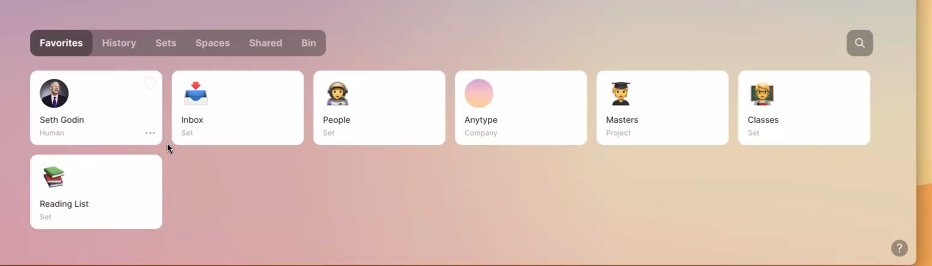 Favorites History Sets Spaces Shared Bin
Seth Godin
Human
Inbox
Set
People
Set
Anytype
Company
Masters
Project
Classes
Set
Reading List
Set
?